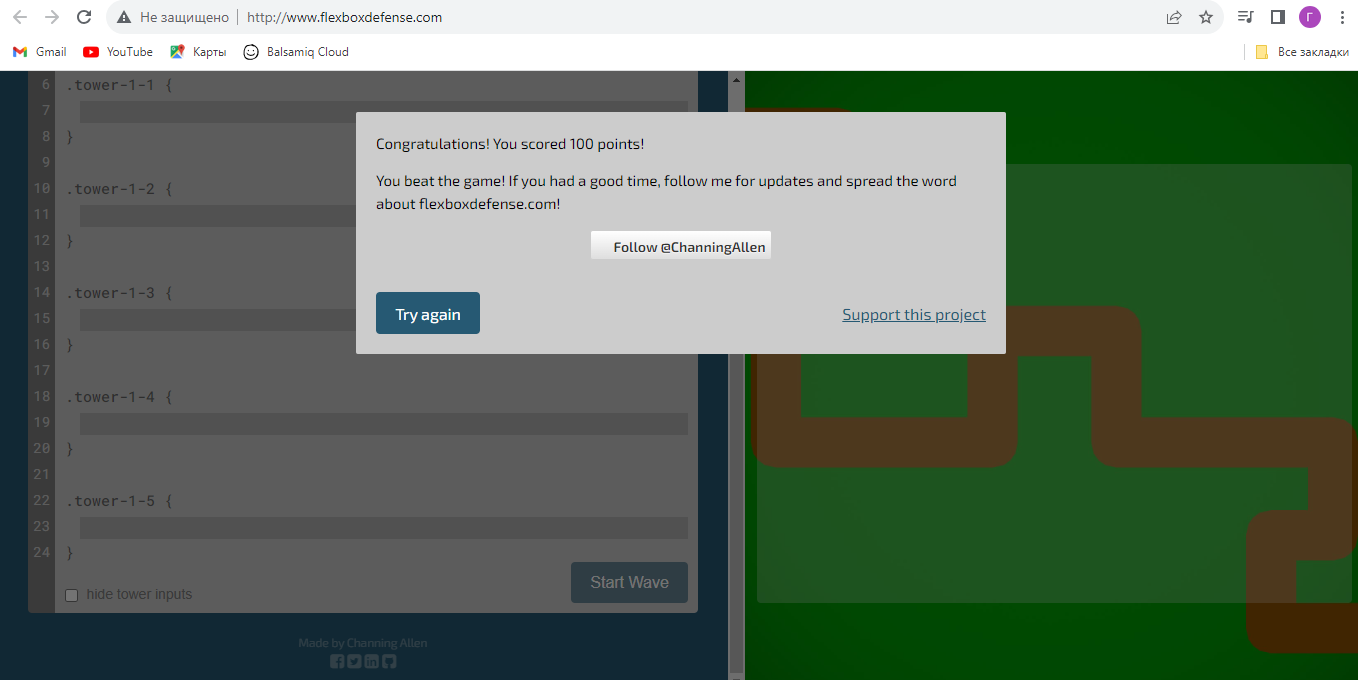 Не защищено
http://www.flexboxdefense.com
Г
Gmail
YouTube
Карты
Balsamiq Cloud
Все закладки
6 .tower-1-1 {
7
8 }
9
10 .tower-1-2 {
11
12 }
13
14 .tower-1-3 {
15
16 }
17
18 .tower-1-4 {
19
20 }
21
22 .tower-1-5 {
23
24 }
hide tower inputs
Start Wave
Made by Channing Allen
Congratulations! You scored 100 points!
You beat the game! If you had a good time, follow me for updates and spread the word
about flexboxdefense.com!
Follow @ChanningAllen
Try again
Support this project